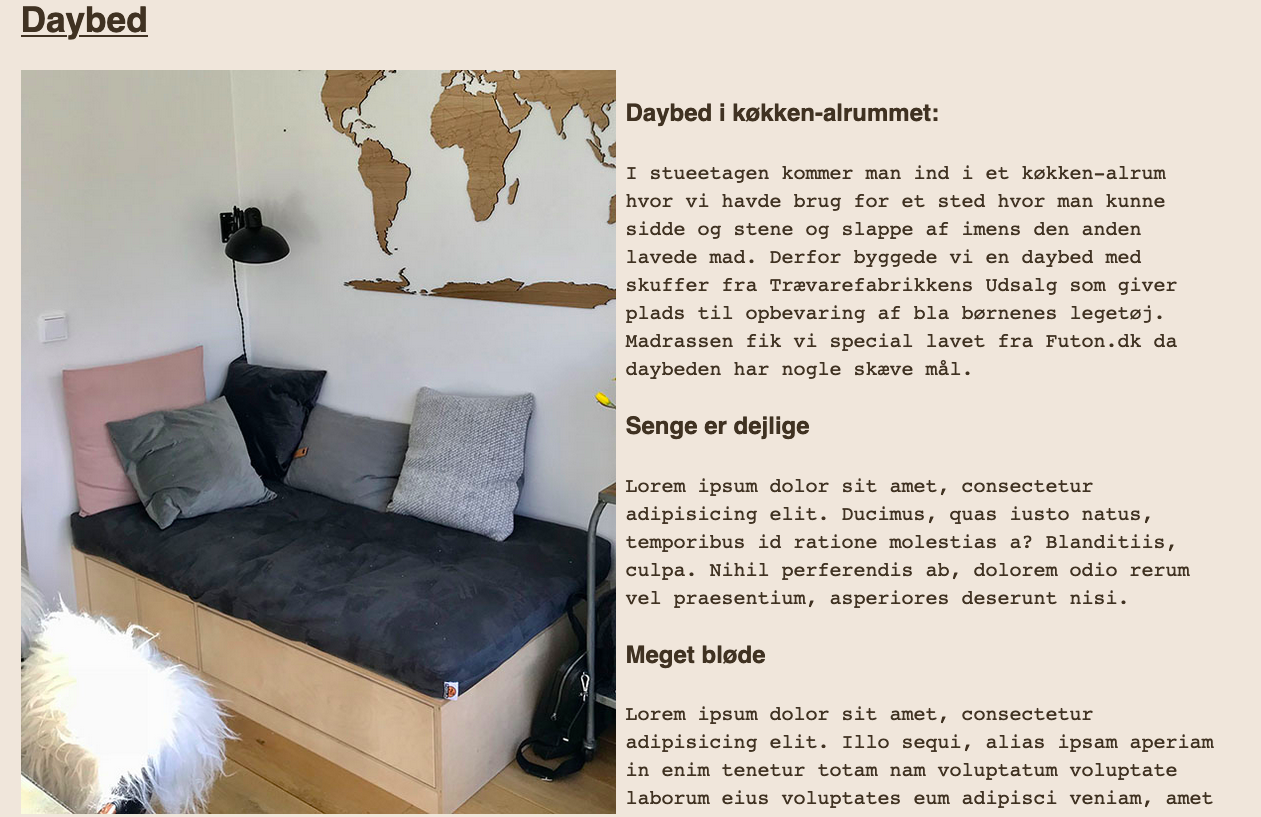 Daybed
Daybed i køkken-alrummet:
I stueetagen kommer man ind i et køkken-alrum
hvor vi havde brug for et sted hvor man kunne
sidde og stene og slappe af imens den anden
lavede mad. Derfor byggede vi en daybed med
skuffer fra Trævarefabrikkens Udsalg som giver
plads til opbevaring af bla børnenes legetøj.
Madrassen fik vi special lavet fra Futon.dk da
daybeden har nogle skæve mål.
Senge er dejlige
Lorem ipsum dolor sit amet, consectetur
adipisicing elit. Ducimus, quas iusto natus,
temporibus id ratione molestias a? Blanditiis,
culpa. Nihil perferendis ab, dolorem odio rerum
vel praesentium, asperiores deserunt nisi.
Meget bløde
Lorem ipsum dolor sit amet, consectetur
adipisicing elit. Illo sequi, alias ipsam aperiam
in enim tenetur totam nam voluptatum voluptate
laborum eius voluptates eum adipisci veniam, amet